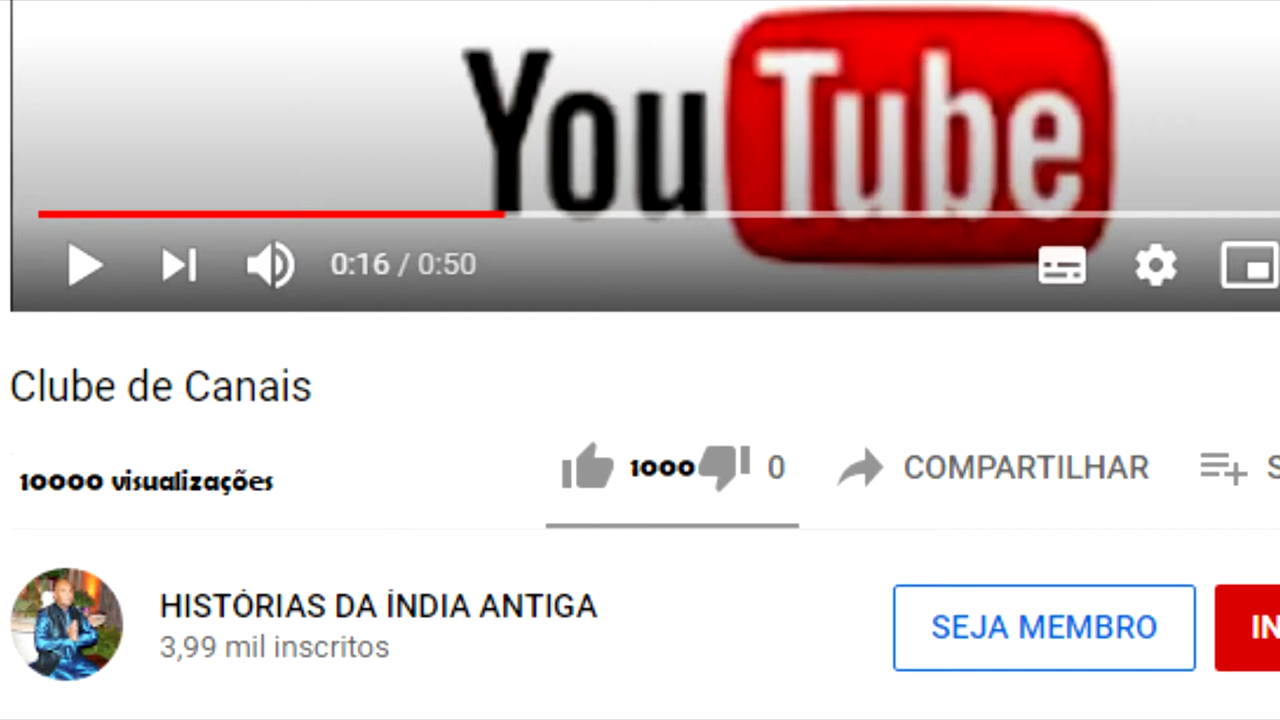 YouTube
0:16 / 0:50
Clube de Canais
10000 visualizações
1000 0 COMPARTILHAR S
HISTÓRIAS DA ÍNDIA ANTIGA
3,99 mil inscritos
SEJA MEMBRO
IN